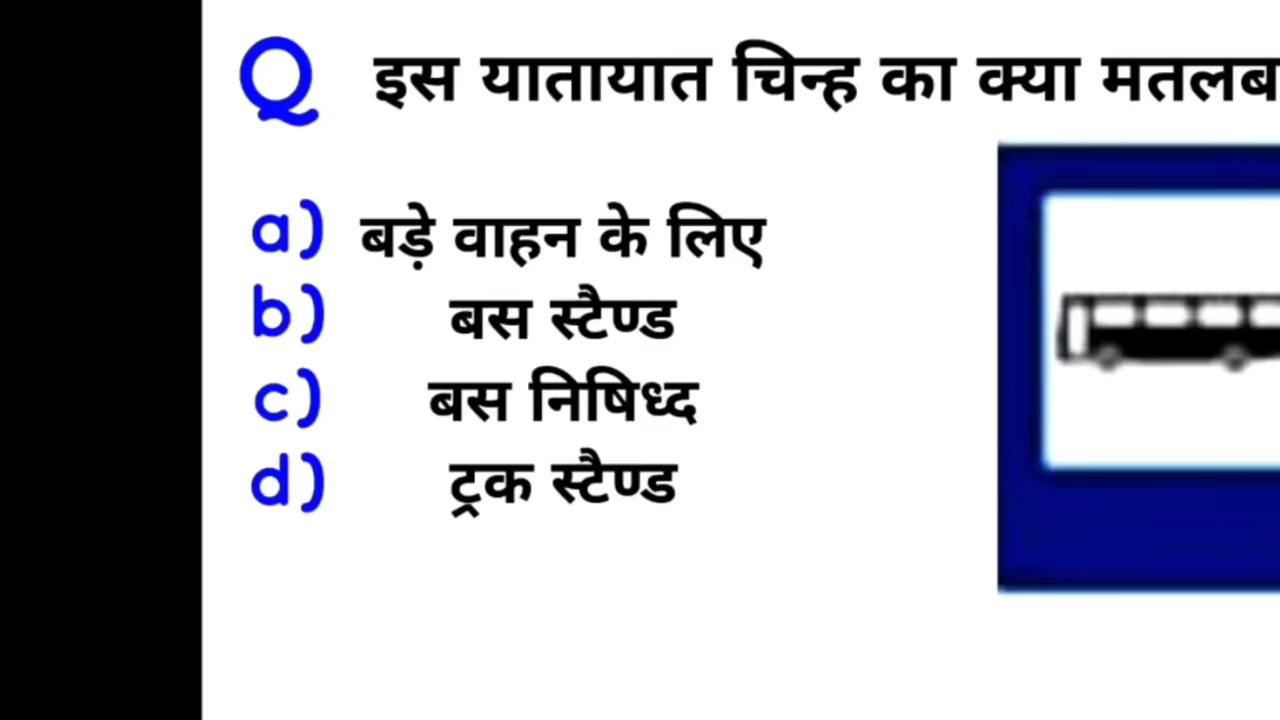 Q इस यातायात चिन्ह का क्या मतलब
a) बड़े वाहन के लिए
b) बस स्टैण्ड
c) बस निषिध्द
d) ट्रक स्टैण्ड